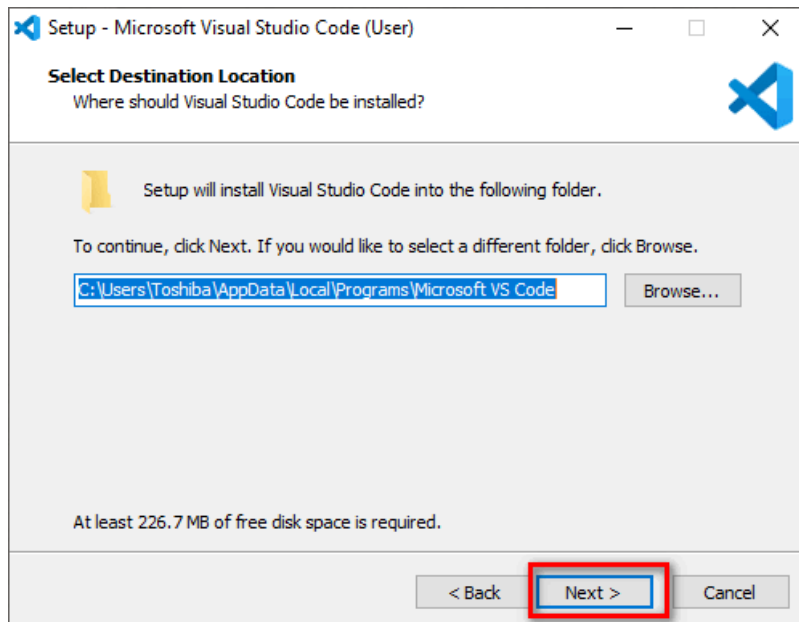 Setup - Microsoft Visual Studio Code (User)
Select Destination Location
Where should Visual Studio Code be installed?
Setup will install Visual Studio Code into the following folder.
To continue, click Next. If you would like to select a different folder, click Browse.
C:\Users\Toshiba\AppData\Local\Programs\Microsoft VS Code
Browse...
At least 226.7 MB of free disk space is required.
< Back Next > Cancel